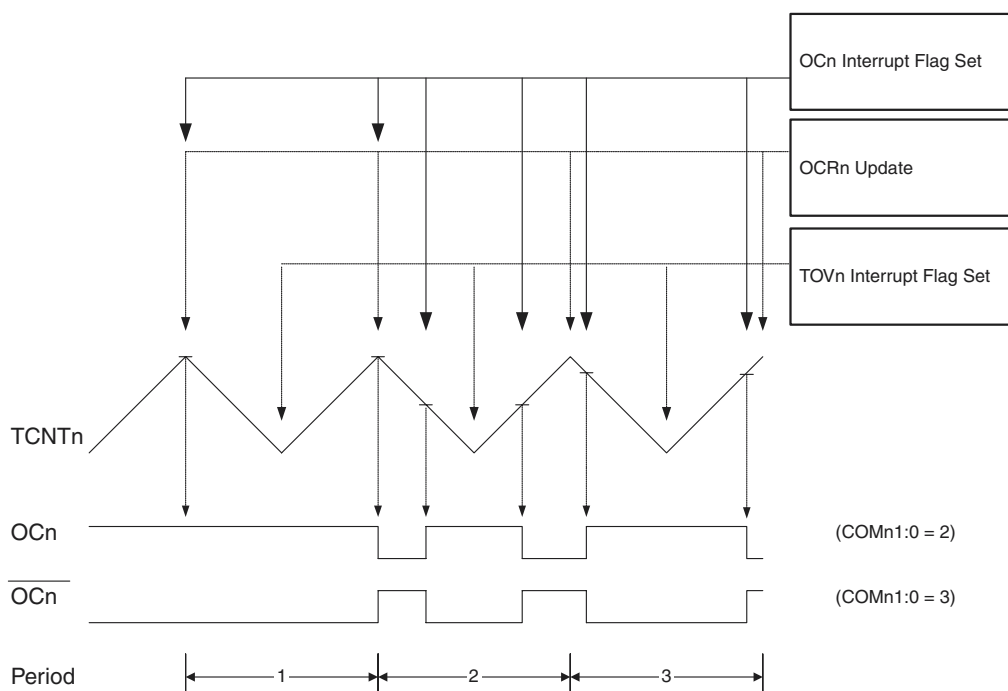 OCn Interrupt Flag Set
OCRn Update
TOVn Interrupt Flag Set
TCNTn
OCn
(COMn1:0 = 2)
OCn
(COMn1:0 = 3)
Period
1
2
3